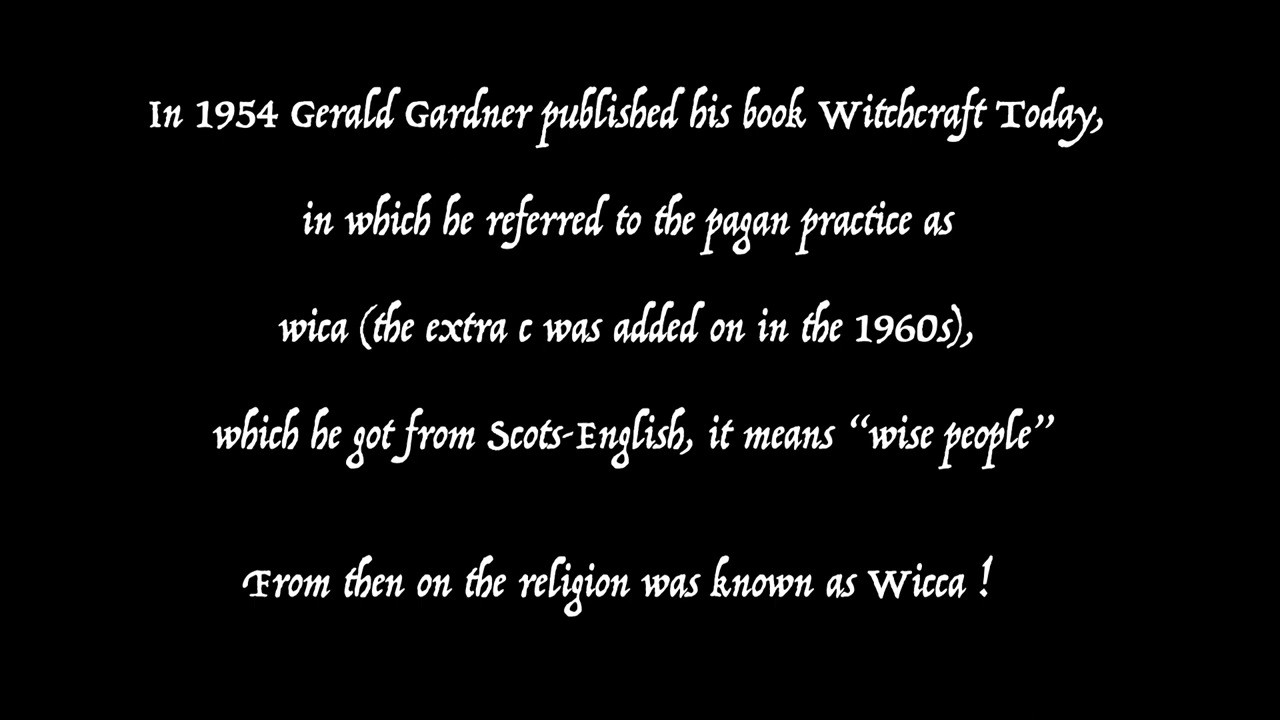 In 1954 Gerald Gardner published his book Witchcraft Today,
in which he referred to the pagan practice as
wica (the extra c was added on in the 1960s),
which he got from Scots-English, it means “wise people”
From then on the religion was known as Wicca !